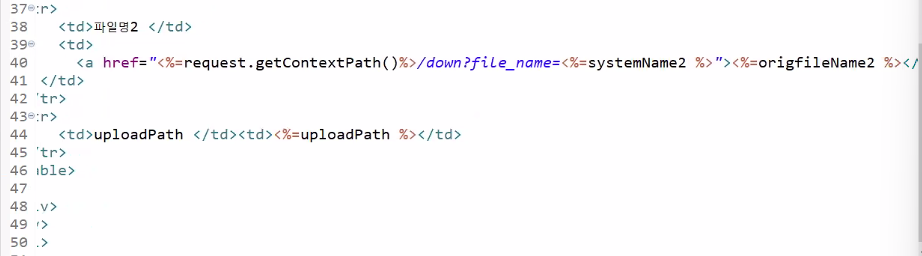 37 :r>
38 <td>파일명2 </td>
39 <td>
40 <a href="<%=request.getContextPath()%>/down?file_name=<%=systemName2 %>"><%=origfileName2 %></
41 </td>
42 'tr>
43 :r>
44 <td>uploadPath </td><td><%=uploadPath %></td>
45 'tr>
46 able>
47
48 .v>
49 >
50 .>